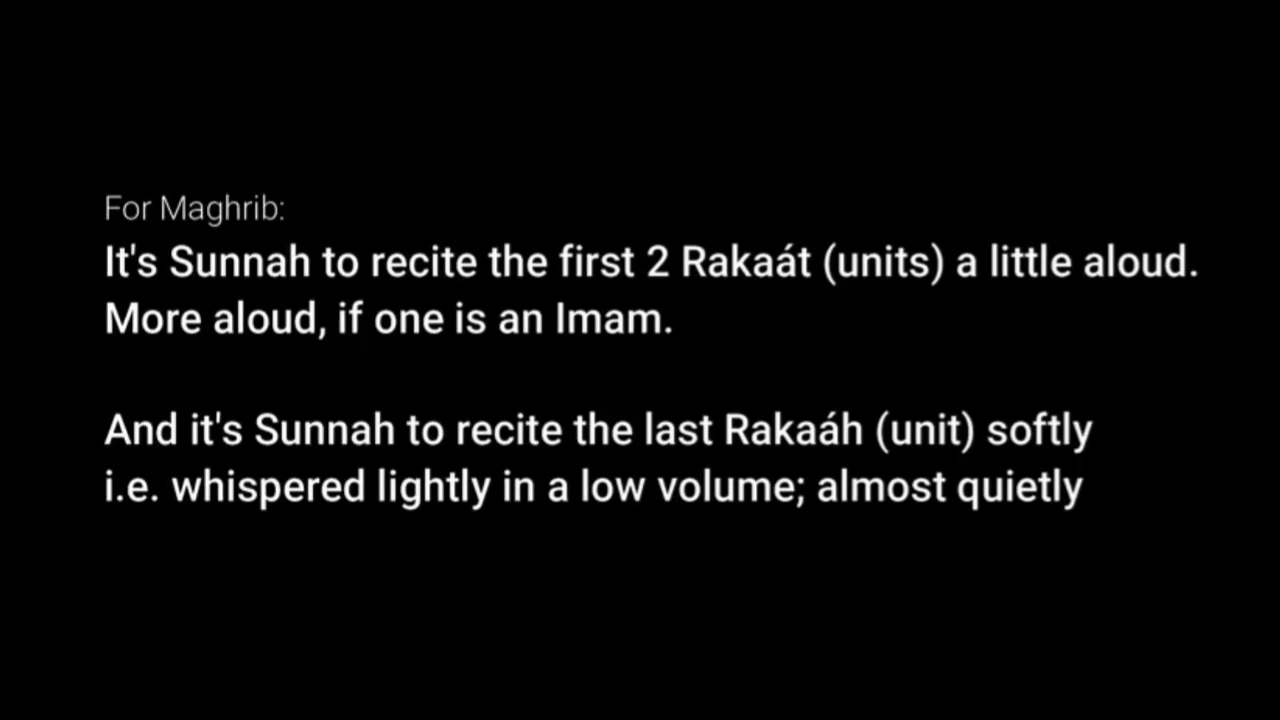 For Maghrib:
It's Sunnah to recite the first 2 Rakaát (units) a little aloud.
More aloud, if one is an Imam.
And it's Sunnah to recite the last Rakaáh (unit) softly
i.e. whispered lightly in a low volume; almost quietly